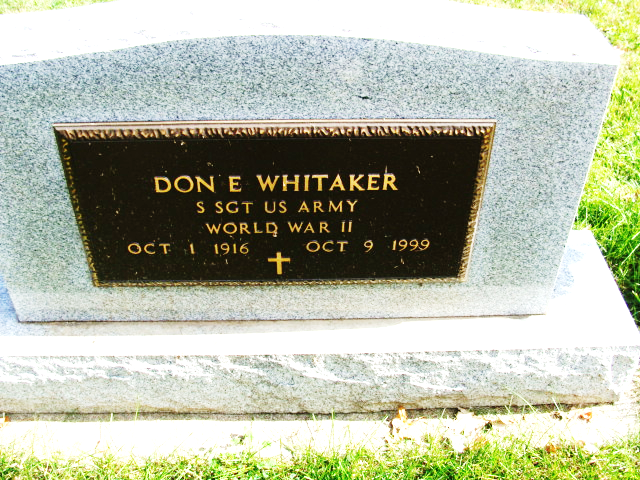 DON E WHITAKER
S SGT US ARMY
WORLD WAR II
OCT 1 1916 OCT 9 1999